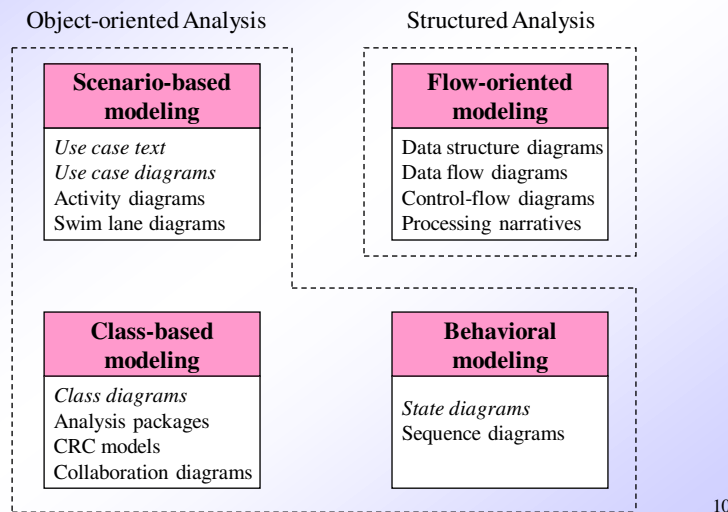 Object-oriented Analysis
Structured Analysis
Scenario-based
modeling
Use case text
Use case diagrams
Activity diagrams
Swim lane diagrams
Flow-oriented
modeling
Data structure diagrams
Data flow diagrams
Control-flow diagrams
Processing narratives
Class-based
modeling
Class diagrams
Analysis packages
CRC models
Collaboration diagrams
Behavioral
modeling
State diagrams
Sequence diagrams
10